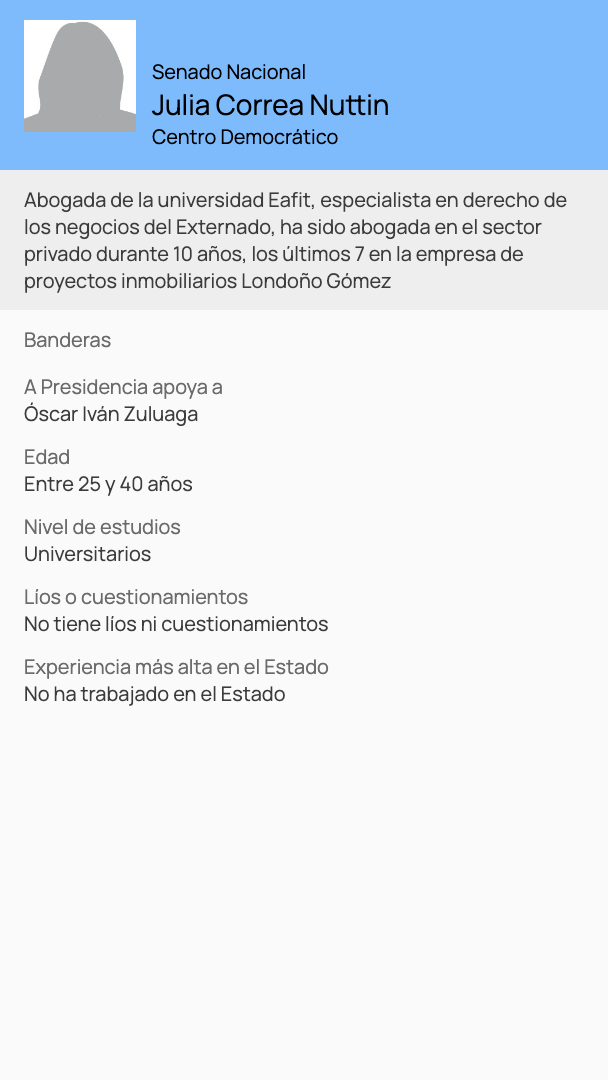 Senado Nacional
Julia Correa Nuttin
Centro Democrático
Abogada de la universidad Eafit, especialista en derecho de
los negocios del Externado, ha sido abogada en el sector
privado durante 10 años, los últimos 7 en la empresa de
proyectos inmobiliarios Londoño Gómez
Banderas
A Presidencia apoya a
Óscar Iván Zuluaga
Edad
Entre 25 y 40 años
Nivel de estudios
Universitarios
Líos o cuestionamientos
No tiene líos ni cuestionamientos
Experiencia más alta en el Estado
No ha trabajado en el Estado